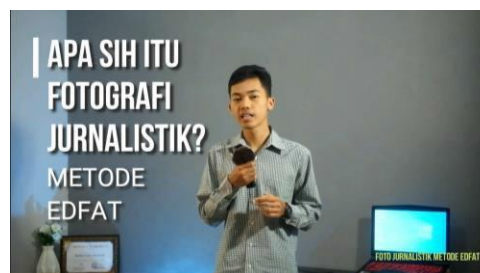 APA SIH ITU
FOTOGRAFI
JURNALISTIK?
METODE
EDFAT
FOTO JURNALISTIK METODE EDFAT